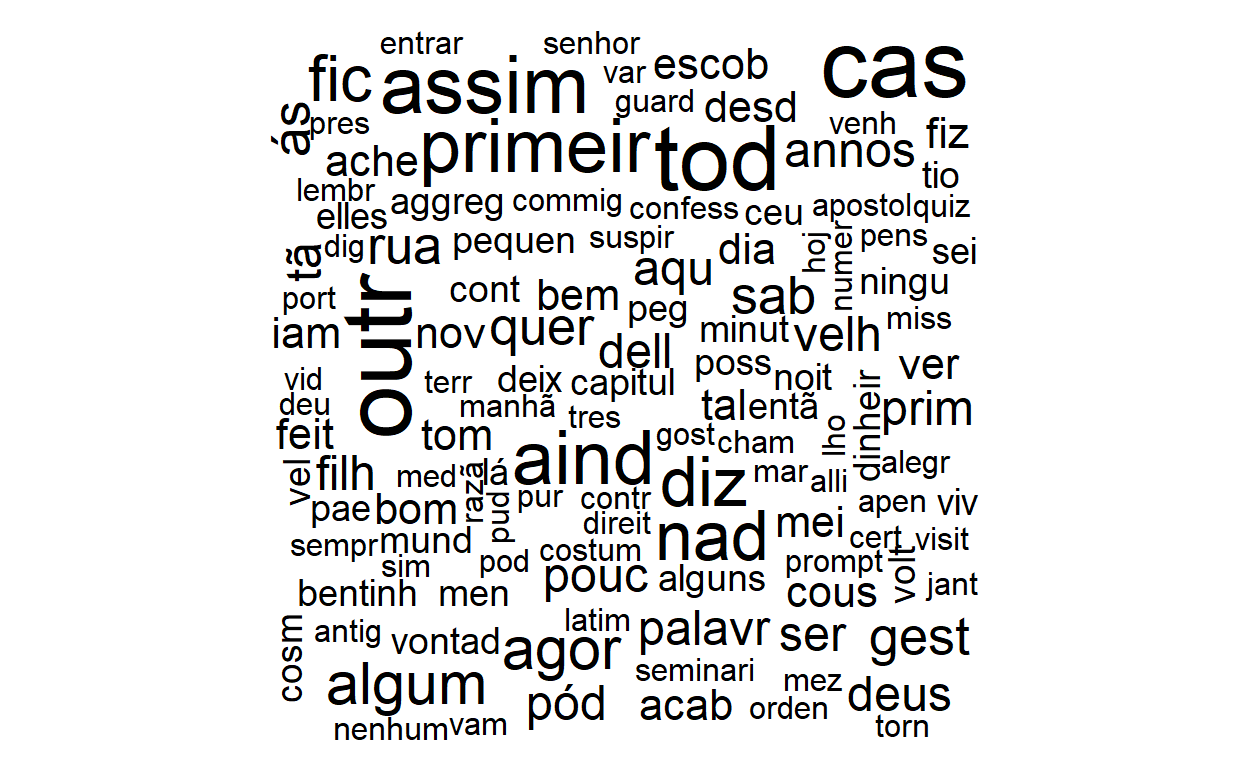 entrar senhor
fic assim var escob cas
guard desd
ás pres primeir tod venh fiz
ache annos tio
lembr aggreg commig confess ceu apostol quiz
elles
dig rua pequen suspir dia hoj numer pens sei
tã aqu
port cont bem peg sab ningu
iam outr nov quer minut velh miss
dell
vid terr deix capitul poss noit ver
deu manhã tres tal entã dinheir prim
feit tom gost cham lho
vel filh med lá aind diz mar alli alegr
pae bom razã pud pur contr apen viv
direit nad mei
sempr mund costum cert visit
sim pod pouc alguns prompt volt
bentinh men cous jant
cosm antig latim
vontad agor palavr ser gest
seminari
algum mez deus
pód acab orden
nenhum vam torn